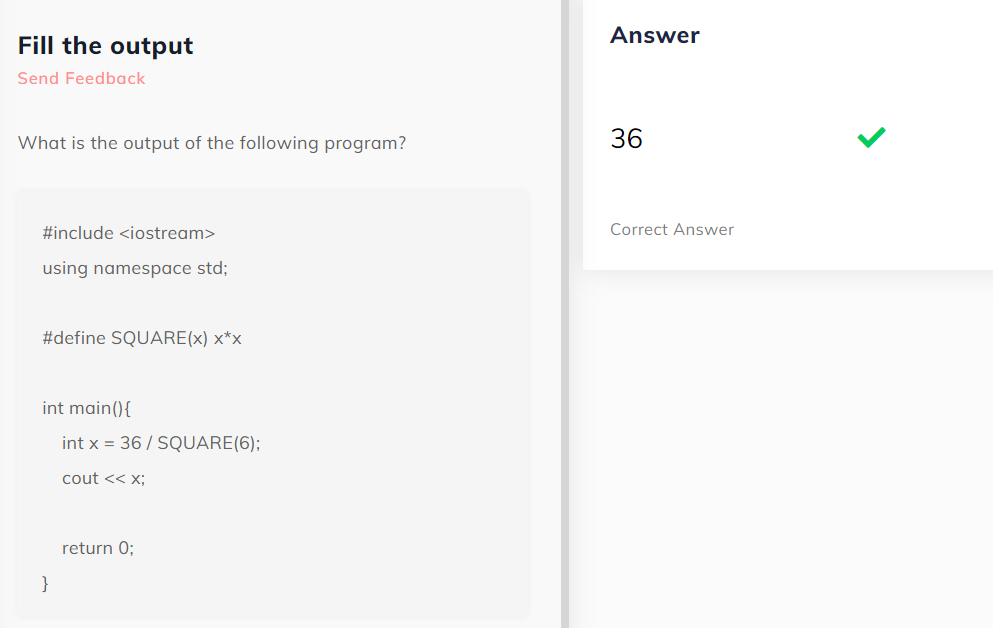 Fill the output
Send Feedback
What is the output of the following program?
#include <iostream>
using namespace std;
#define SQUARE(x) x*x
int main(){
int x = 36 / SQUARE(6);
cout << x;
return 0;
}
Answer
36
Correct Answer